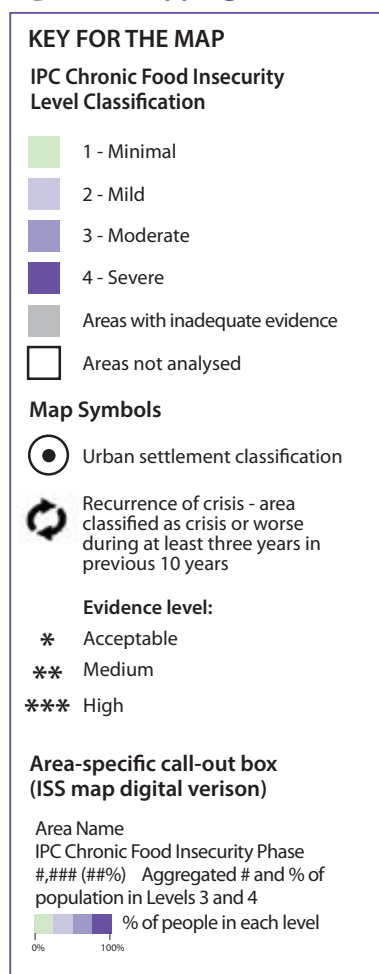 KEY FOR THE MAP
IPC Chronic Food Insecurity
Level Classification
1 - Minimal
2 - Mild
3 - Moderate
4 - Severe
Areas with inadequate evidence
Areas not analysed
Map Symbols
Urban settlement classification
Recurrence of crisis - area
classified as crisis or worse
during at least three years in
previous 10 years
Evidence level:
* Acceptable
** Medium
*** High
Area-specific call-out box
(ISS map digital verison)
Area Name
IPC Chronic Food Insecurity Phase
#,### (##%) Aggregated # and % of
population in Levels 3 and 4
% of people in each level
0% 100%